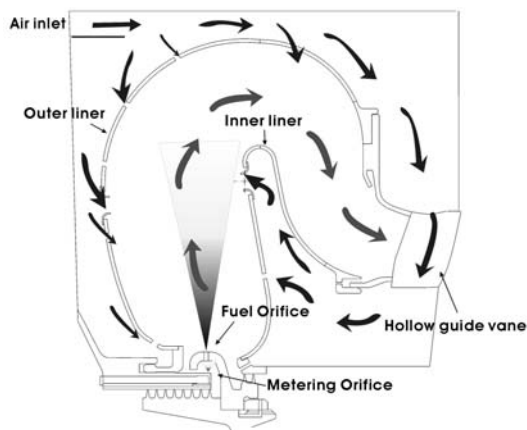 Air inlet
Outer liner
Inner liner
Fuel Orifice
Hollow guide vane
Metering Orifice